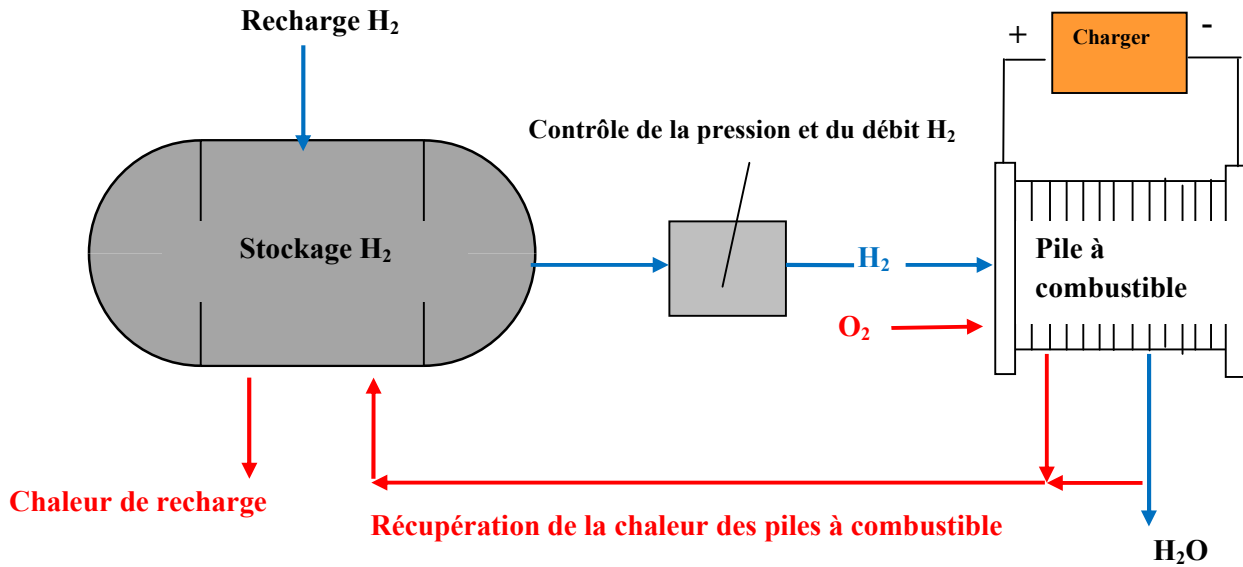 Recharge H₂
+
Charger
-
Contrôle de la pression et du débit H₂
Stockage H₂
H₂
O₂
Pile à
combustible
Chaleur de recharge
Récupération de la chaleur des piles à combustible
H₂O